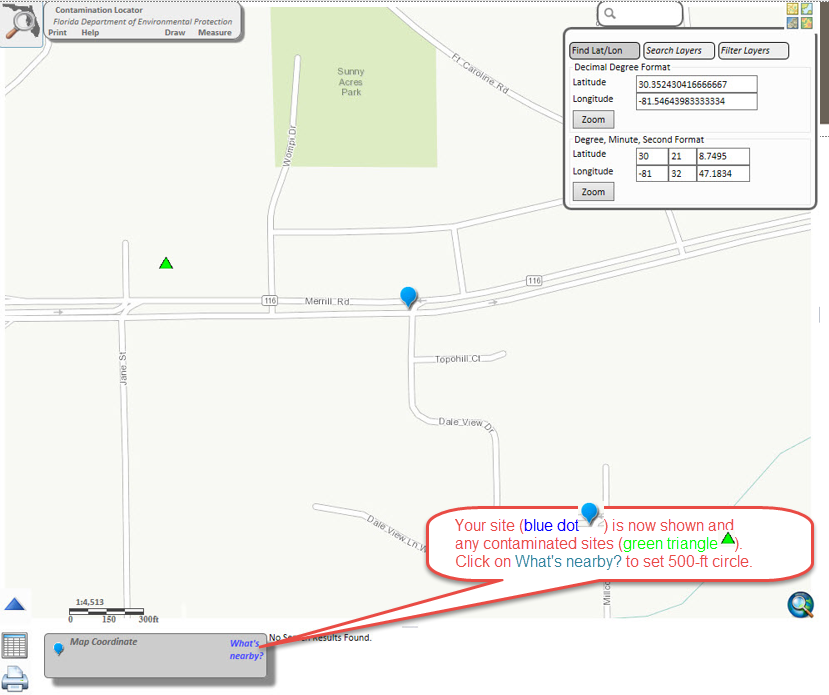 Contamination Locator
Florida Department of Environmental Protection
Print Help Draw Measure
Find Lat/Lon Search Layers Filter Layers
Decimal Degree Format
Latitude 30.352430416666667
Longitude -81.54643983333334
Zoom
Degree, Minute, Second Format
Latitude 30 21 8.7495
Longitude -81 32 47.1834
Zoom
Sunny
Acres
Park
Ft Caroline Rd
Wompi Dr
116
116
Merrill Rd
Jane St
Topohill Ct
Dale View Dr
Dale View Ln W
Your site (blue dot ) is now shown and
any contaminated sites (green triangle ).
Click on What's nearby? to set 500-ft circle.
1:4,513
0 150 300ft
Map Coordinate
What's
nearby?
No Search Results Found.